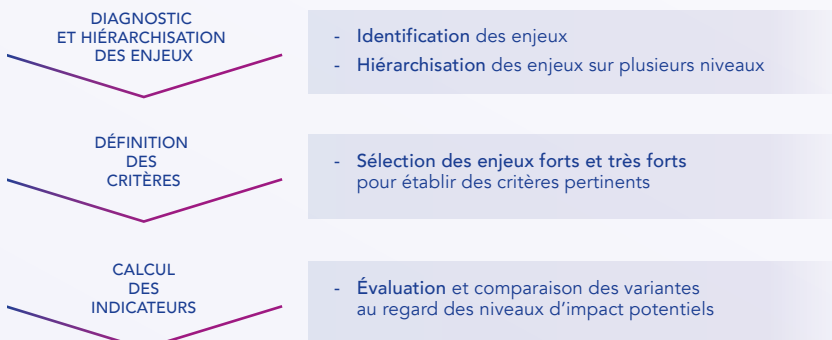 DIAGNOSTIC
ET HIÉRARCHISATION
DES ENJEUX
- Identification des enjeux
- Hiérarchisation des enjeux sur plusieurs niveaux
DÉFINITION
DES
CRITÈRES
- Sélection des enjeux forts et très forts
pour établir des critères pertinents
CALCUL
DES
INDICATEURS
- Évaluation et comparaison des variantes
au regard des niveaux d’impact potentiels